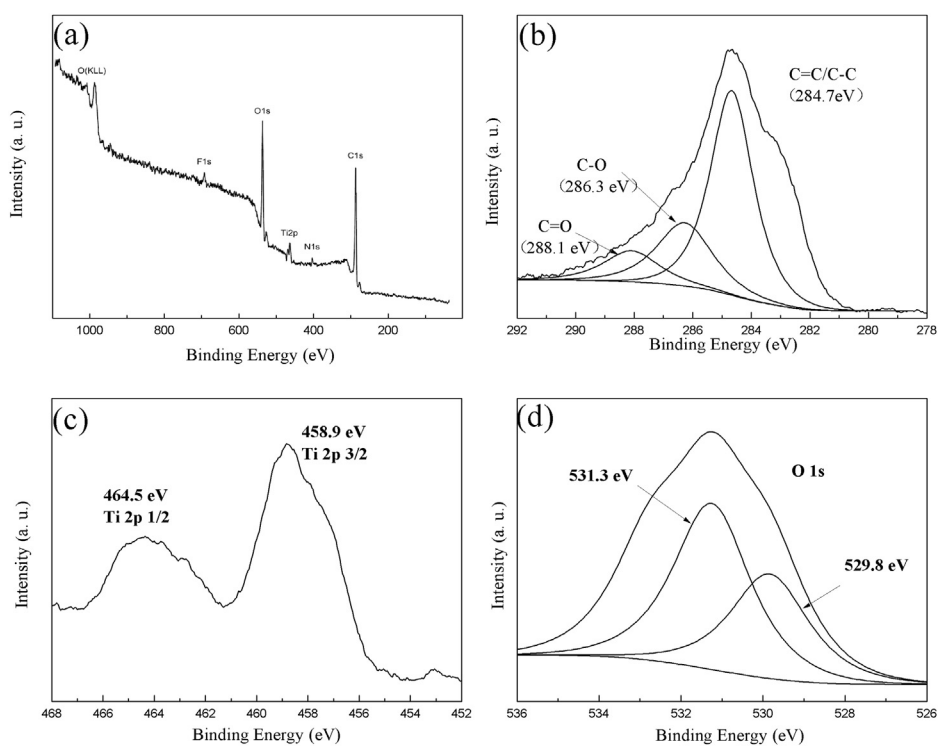 (a)
O(KLL)
F1s
O1s
Ti2p
N1s
C1s
Intensity (a. u.)
1000 800 600 400 200
Binding Energy (eV)
(b)
C=C/C-C
(284.7eV)
C-O
(286.3 eV)
C=O
(288.1 eV)
Intensity (a. u.)
292 290 288 286 284 282 280 278
Binding Energy (eV)
(c)
458.9 eV
Ti 2p 3/2
464.5 eV
Ti 2p 1/2
Intensity (a. u.)
468 466 464 462 460 458 456 454 452
Binding Energy (eV)
(d)
O 1s
531.3 eV
529.8 eV
Intensity (a. u.)
536 534 532 530 528 526
Binding Energy (eV)